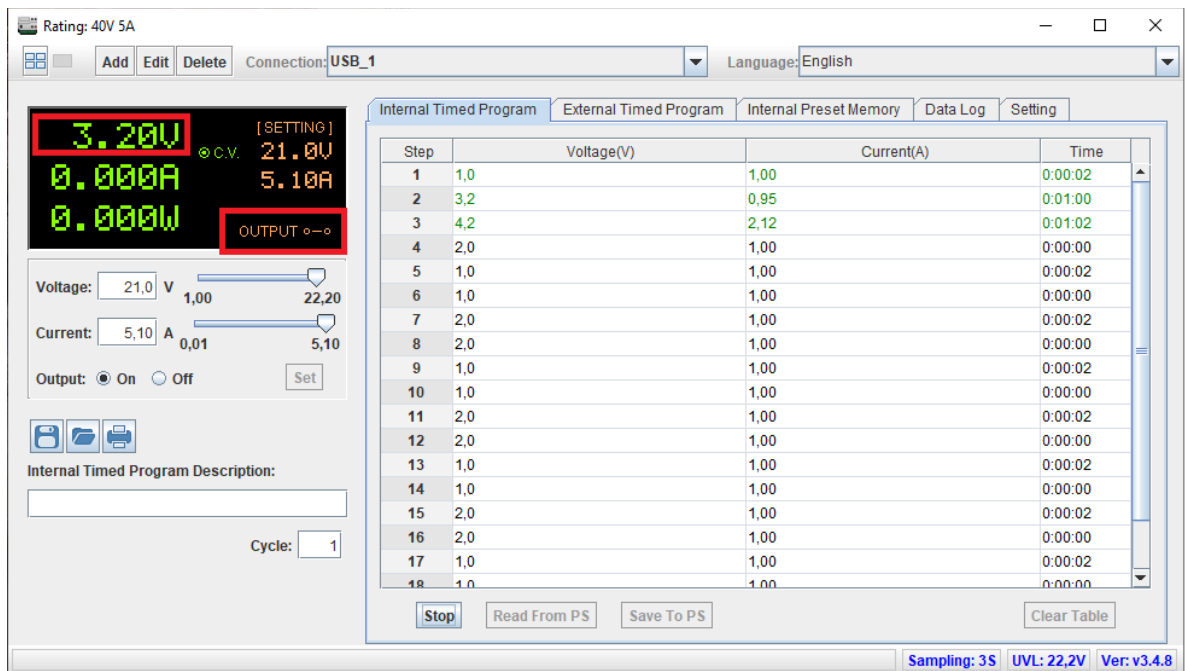 Rating: 40V 5A
Add Edit Delete Connection: USB_1 Language: English
3.20V C.V. [SETTING]
21.0V
0.000A 5.10A
0.000W OUTPUT
Voltage: 21,0 V 1,00 22,20
Current: 5,10 A 0,01 5,10
Output: On Off Set
Internal Timed Program Description:
Cycle: 1
Internal Timed Program External Timed Program Internal Preset Memory Data Log Setting
Step Voltage(V) Current(A) Time
1 1,0 1,00 0:00:02
2 3,2 0,95 0:01:00
3 4,2 2,12 0:01:02
4 2,0 1,00 0:00:00
5 1,0 1,00 0:00:02
6 1,0 1,00 0:00:00
7 2,0 1,00 0:00:02
8 2,0 1,00 0:00:00
9 1,0 1,00 0:00:02
10 1,0 1,00 0:00:00
11 2,0 1,00 0:00:02
12 2,0 1,00 0:00:00
13 1,0 1,00 0:00:02
14 1,0 1,00 0:00:00
15 2,0 1,00 0:00:02
16 2,0 1,00 0:00:00
17 1,0 1,00 0:00:02
18 1,0 1,00 0:00:00
Stop Read From PS Save To PS Clear Table
Sampling: 3S UVL: 22,2V Ver: v3.4.8